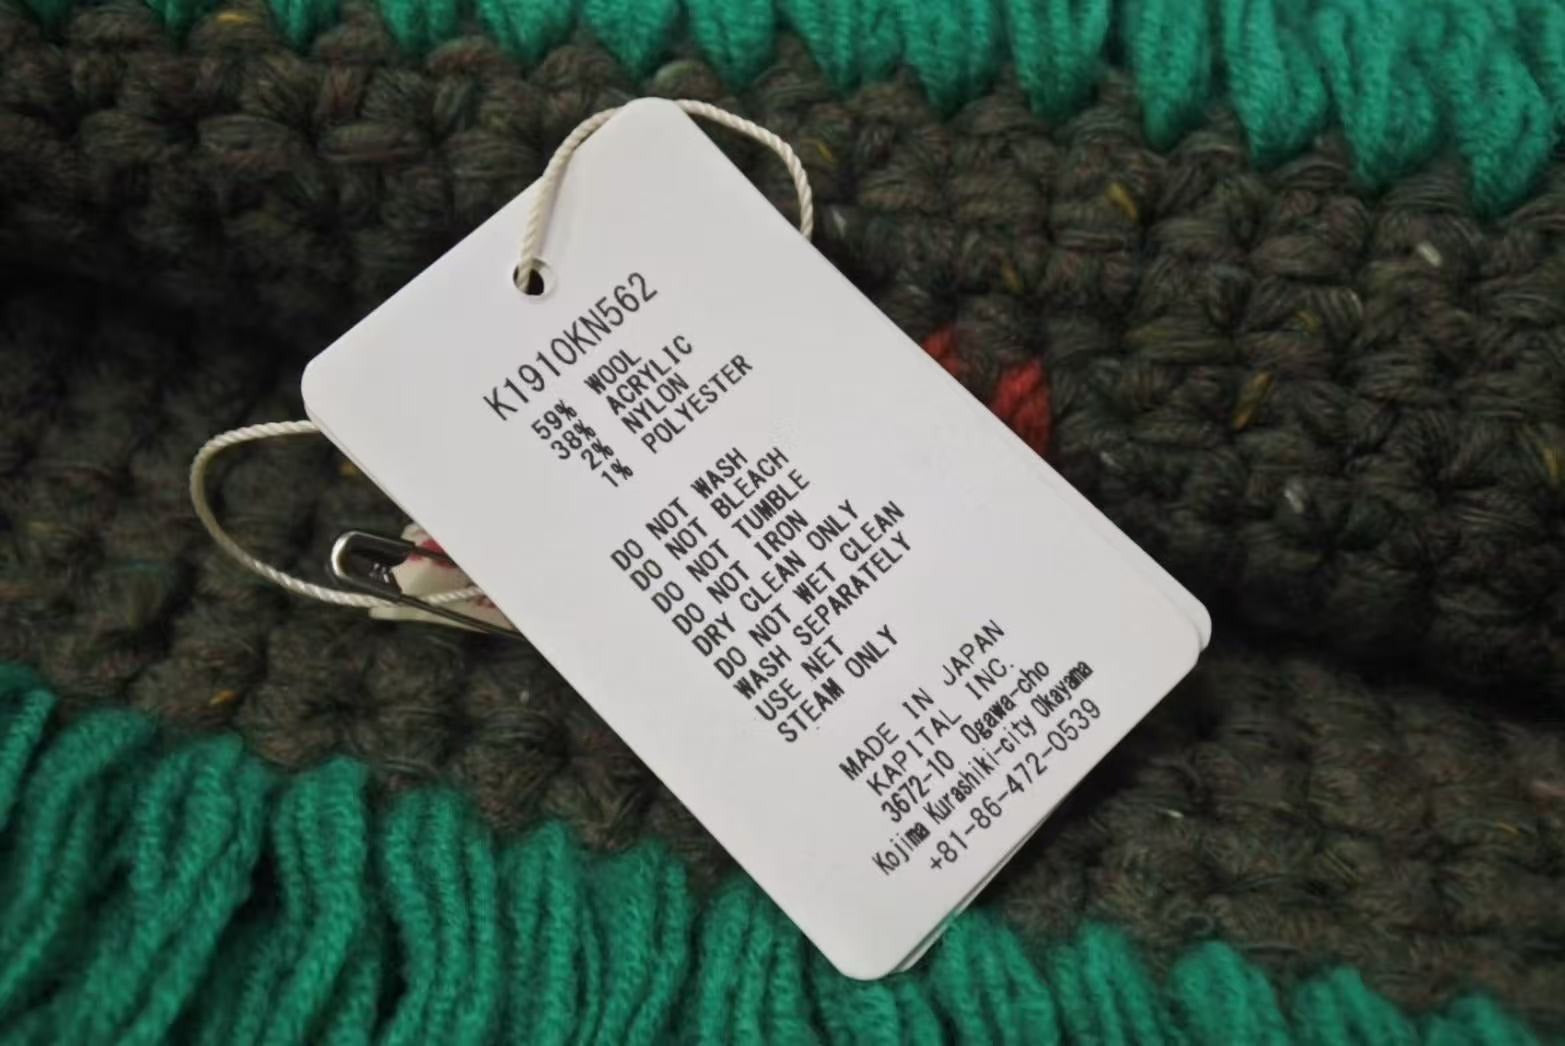 K1910KN562
59% WOOL
38% ACRYLIC
2% NYLON
1% POLYESTER
DO NOT WASH
DO NOT BLEACH
DO NOT TUMBLE
DO NOT IRON
DRY CLEAN ONLY
DO NOT WET CLEAN
WASH SEPARATELY
USE NET
STEAM ONLY
MADE IN JAPAN
KAPITAL INC.
3672-10 Ogawa-cho
Kojima Kurashiki-city Okayama
+81-86-472-0539